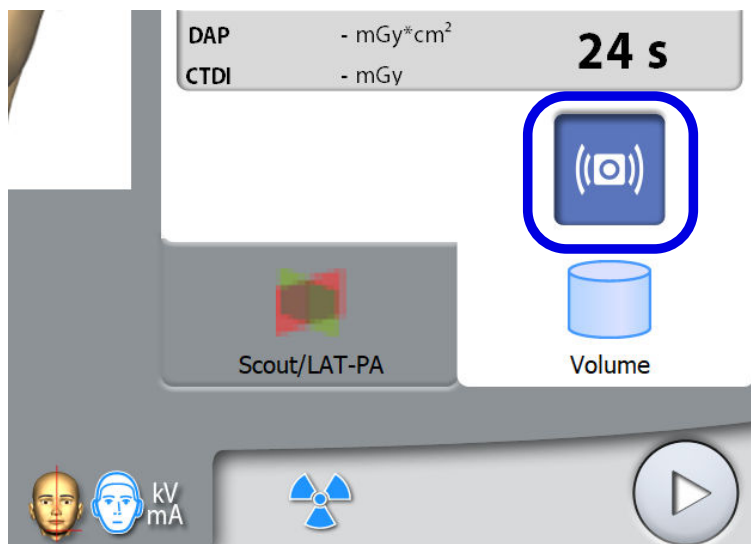 DAP - mGy*cm²
24 s
CTDI - mGy
Scout/LAT-PA
Volume
kV
mA